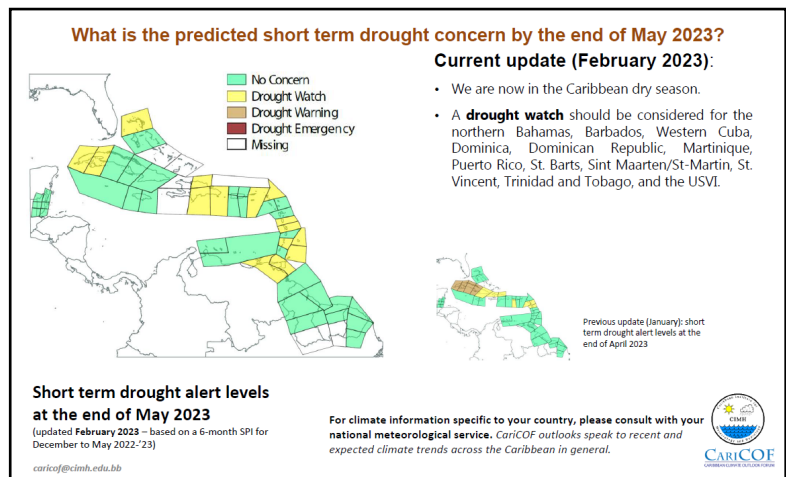 What is the predicted short term drought concern by the end of May 2023?
Current update (February 2023):
• We are now in the Caribbean dry season.
• A drought watch should be considered for the
northern Bahamas, Barbados, Western Cuba,
Dominica, Dominican Republic, Martinique,
Puerto Rico, St. Barts, Sint Maarten/St-Martin, St.
Vincent, Trinidad and Tobago, and the USVI.
No Concern
Drought Watch
Drought Warning
Drought Emergency
Missing
Previous update (January): short
term drought alert levels at the
end of April 2023
Short term drought alert levels
at the end of May 2023
(updated February 2023 – based on a 6-month SPI for
December to May 2022-'23)
caricof@cimh.edu.bb
For climate information specific to your country, please consult with your
national meteorological service. CariCOF outlooks speak to recent and
expected climate trends across the Caribbean in general.
CIMH
CARICOF
CARIBBEAN CLIMATE OUTLOOK FORUM